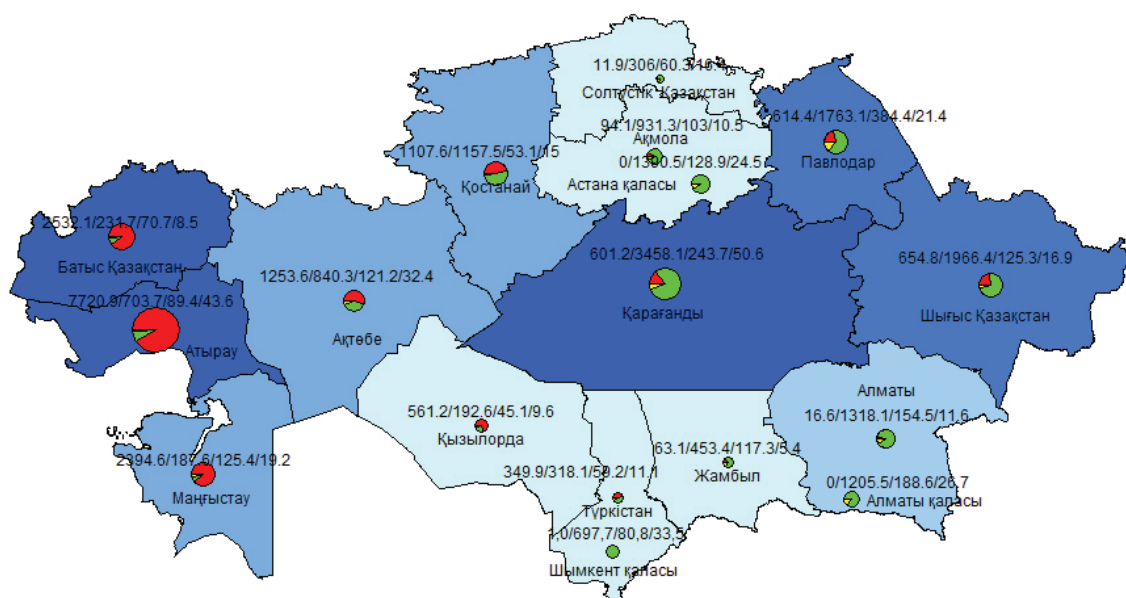 11.9/306/60.3/16.4
Солтүстік Қазақстан
94.1/931.3/103/10.5
Ақмола
614.4/1763.1/384.4/21.4
Павлодар
1107.6/1157.5/53.1/15
Қостанай
0/1300.5/128.9/24.5
Астана қаласы
2532.1/231.7/70.7/8.5
Батыс Қазақстан
1253.6/840.3/121.2/32.4
Ақтөбе
601.2/3458.1/243.7/50.6
Қарағанды
654.8/1966.4/125.3/16.9
Шығыс Қазақстан
7720.9/703.7/89.4/43.6
Атырау
Алматы
16.6/1318.1/154.5/11.6
561.2/192.6/45.1/9.6
Қызылорда
2394.6/187.6/125.4/19.2
Маңғыстау
63.1/453.4/117.3/5.4
Жамбыл
349.9/318.1/59.2/11.1
Түркістан
0/1205.5/188.6/26.7
Алматы қаласы
1,0/697,7/80,8/33,5
Шымкент қаласы